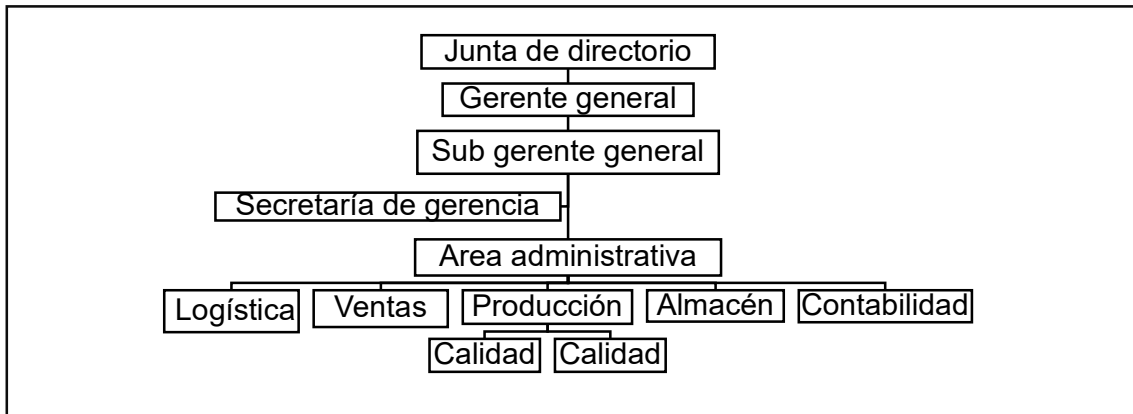 Junta de directorio
Gerente general
Sub gerente general
Secretaría de gerencia
Area administrativa
Logística
Ventas
Producción
Almacén
Contabilidad
Calidad
Calidad